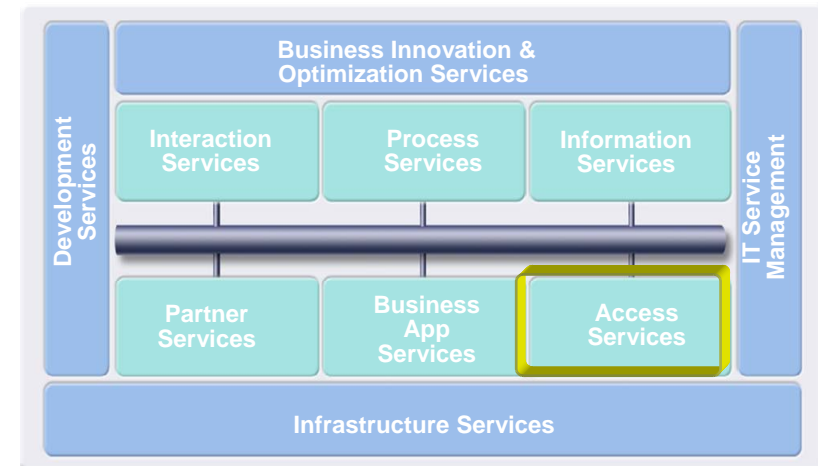 Business Innovation &
Optimization Services
Development
Services
Interaction
Services
Process
Services
Information
Services
IT Service
Management
Partner
Services
Business
App
Services
Access
Services
Infrastructure Services